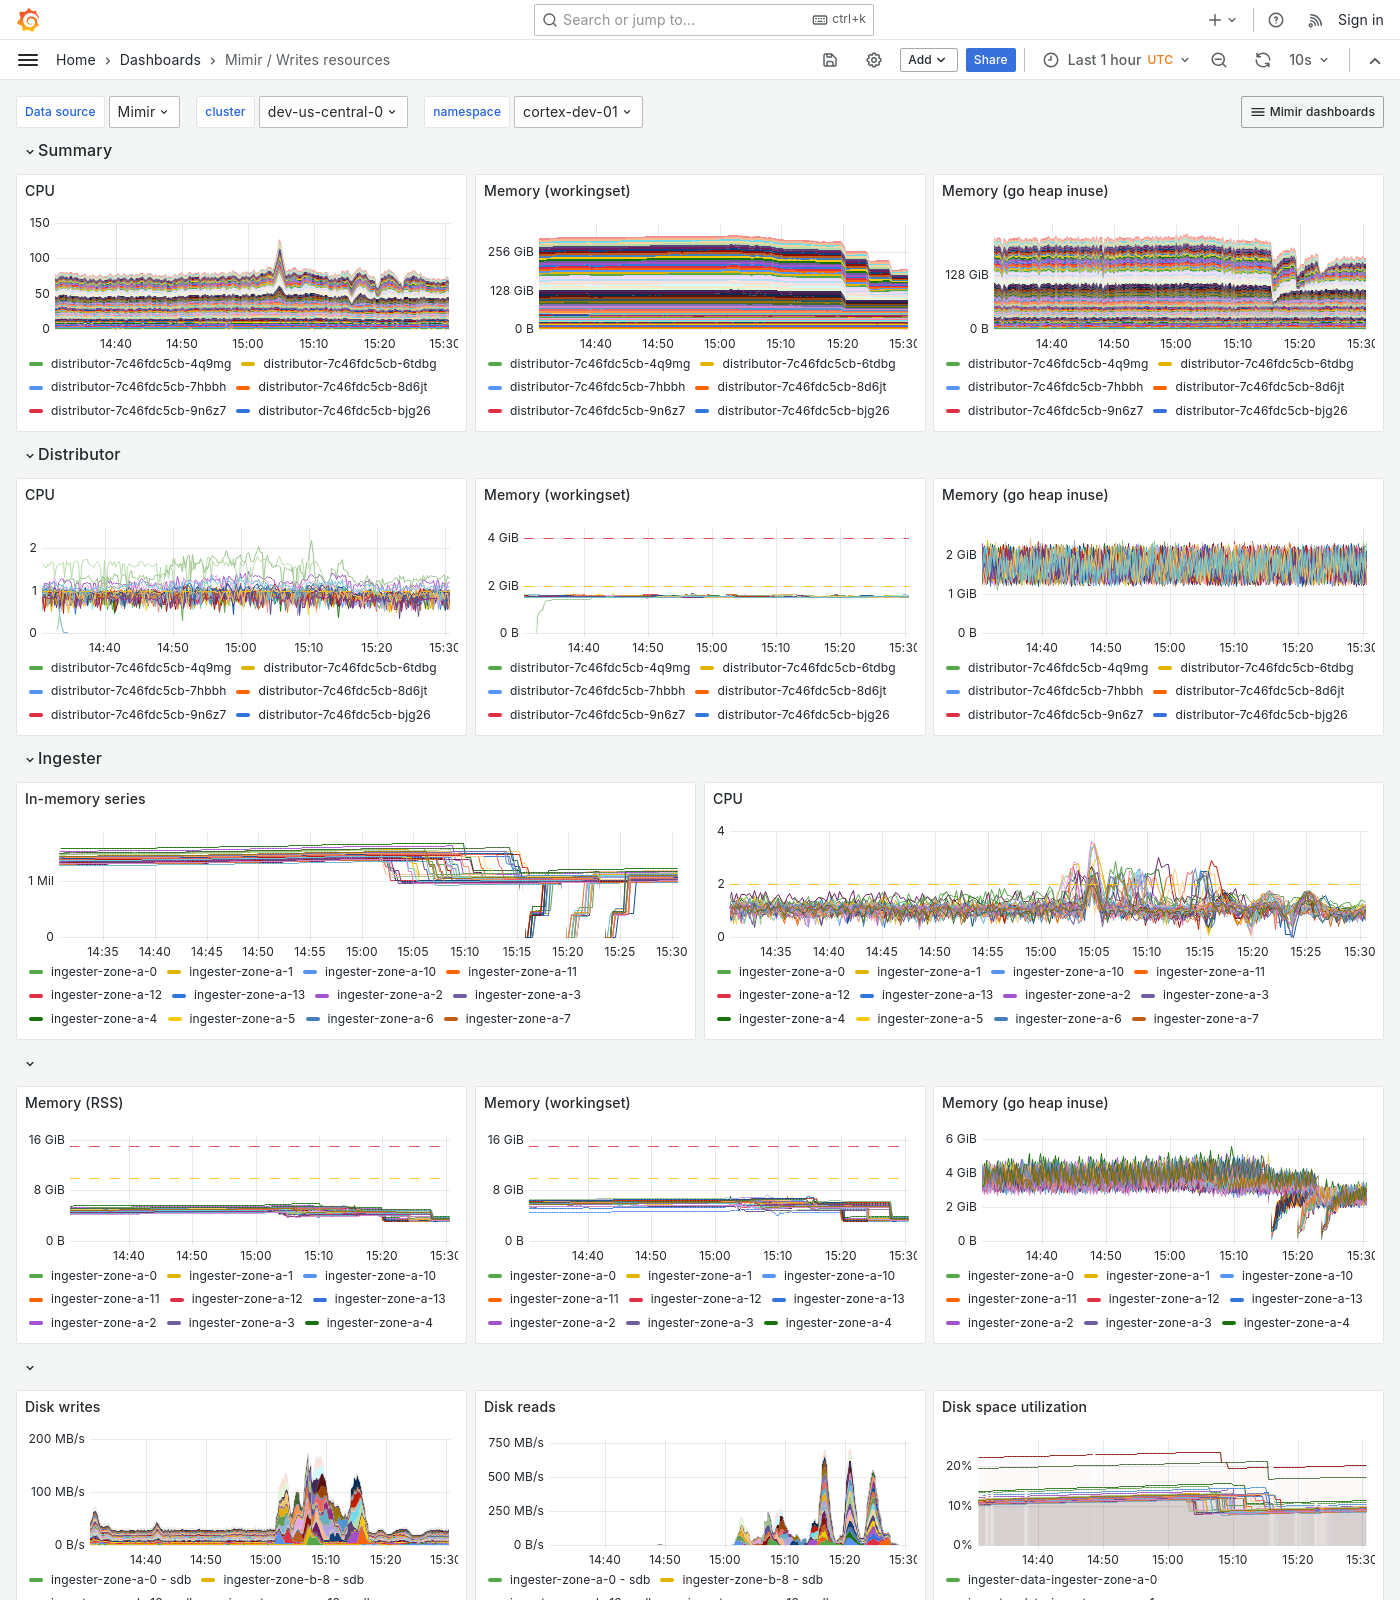 Search or jump to... ctrl+k Sign in
Home Dashboards Mimir / Writes resources Add Share Last 1 hour UTC 10s
Data source Mimir cluster dev-us-central-0 namespace cortex-dev-01 Mimir dashboards
Summary
CPU
150
100
50
0
14:40 14:50 15:00 15:10 15:20 15:30
distributor-7c46fdc5cb-4q9mg distributor-7c46fdc5cb-6tdbg
distributor-7c46fdc5cb-7hbbh distributor-7c46fdc5cb-8d6jt
distributor-7c46fdc5cb-9n6z7 distributor-7c46fdc5cb-bjg26
Memory (workingset)
256 GiB
128 GiB
0 B
14:40 14:50 15:00 15:10 15:20 15:30
distributor-7c46fdc5cb-4q9mg distributor-7c46fdc5cb-6tdbg
distributor-7c46fdc5cb-7hbbh distributor-7c46fdc5cb-8d6jt
distributor-7c46fdc5cb-9n6z7 distributor-7c46fdc5cb-bjg26
Memory (go heap inuse)
128 GiB
0 B
14:40 14:50 15:00 15:10 15:20 15:30
distributor-7c46fdc5cb-4q9mg distributor-7c46fdc5cb-6tdbg
distributor-7c46fdc5cb-7hbbh distributor-7c46fdc5cb-8d6jt
distributor-7c46fdc5cb-9n6z7 distributor-7c46fdc5cb-bjg26
Distributor
CPU
2
1
0
14:40 14:50 15:00 15:10 15:20 15:30
distributor-7c46fdc5cb-4q9mg distributor-7c46fdc5cb-6tdbg
distributor-7c46fdc5cb-7hbbh distributor-7c46fdc5cb-8d6jt
distributor-7c46fdc5cb-9n6z7 distributor-7c46fdc5cb-bjg26
Memory (workingset)
4 GiB
2 GiB
0 B
14:40 14:50 15:00 15:10 15:20 15:30
distributor-7c46fdc5cb-4q9mg distributor-7c46fdc5cb-6tdbg
distributor-7c46fdc5cb-7hbbh distributor-7c46fdc5cb-8d6jt
distributor-7c46fdc5cb-9n6z7 distributor-7c46fdc5cb-bjg26
Memory (go heap inuse)
2 GiB
1 GiB
0 B
14:40 14:50 15:00 15:10 15:20 15:30
distributor-7c46fdc5cb-4q9mg distributor-7c46fdc5cb-6tdbg
distributor-7c46fdc5cb-7hbbh distributor-7c46fdc5cb-8d6jt
distributor-7c46fdc5cb-9n6z7 distributor-7c46fdc5cb-bjg26
Ingester
In-memory series
1 Mil
0
14:35 14:40 14:45 14:50 14:55 15:00 15:05 15:10 15:15 15:20 15:25 15:30
ingester-zone-a-0 ingester-zone-a-1 ingester-zone-a-10 ingester-zone-a-11
ingester-zone-a-12 ingester-zone-a-13 ingester-zone-a-2 ingester-zone-a-3
ingester-zone-a-4 ingester-zone-a-5 ingester-zone-a-6 ingester-zone-a-7
CPU
4
2
0
14:35 14:40 14:45 14:50 14:55 15:00 15:05 15:10 15:15 15:20 15:25 15:30
ingester-zone-a-0 ingester-zone-a-1 ingester-zone-a-10 ingester-zone-a-11
ingester-zone-a-12 ingester-zone-a-13 ingester-zone-a-2 ingester-zone-a-3
ingester-zone-a-4 ingester-zone-a-5 ingester-zone-a-6 ingester-zone-a-7
Memory (RSS)
16 GiB
8 GiB
0 B
14:40 14:50 15:00 15:10 15:20 15:30
ingester-zone-a-0 ingester-zone-a-1 ingester-zone-a-10
ingester-zone-a-11 ingester-zone-a-12 ingester-zone-a-13
ingester-zone-a-2 ingester-zone-a-3 ingester-zone-a-4
Memory (workingset)
16 GiB
8 GiB
0 B
14:40 14:50 15:00 15:10 15:20 15:30
ingester-zone-a-0 ingester-zone-a-1 ingester-zone-a-10
ingester-zone-a-11 ingester-zone-a-12 ingester-zone-a-13
ingester-zone-a-2 ingester-zone-a-3 ingester-zone-a-4
Memory (go heap inuse)
6 GiB
4 GiB
2 GiB
0 B
14:40 14:50 15:00 15:10 15:20 15:30
ingester-zone-a-0 ingester-zone-a-1 ingester-zone-a-10
ingester-zone-a-11 ingester-zone-a-12 ingester-zone-a-13
ingester-zone-a-2 ingester-zone-a-3 ingester-zone-a-4
Disk writes
200 MB/s
100 MB/s
0 B/s
14:40 14:50 15:00 15:10 15:20 15:30
ingester-zone-a-0 - sdb ingester-zone-b-8 - sdb
Disk reads
750 MB/s
500 MB/s
250 MB/s
0 B/s
14:40 14:50 15:00 15:10 15:20 15:30
ingester-zone-a-0 - sdb ingester-zone-b-8 - sdb
Disk space utilization
20%
10%
0%
14:40 14:50 15:00 15:10 15:20 15:30
ingester-data-ingester-zone-a-0